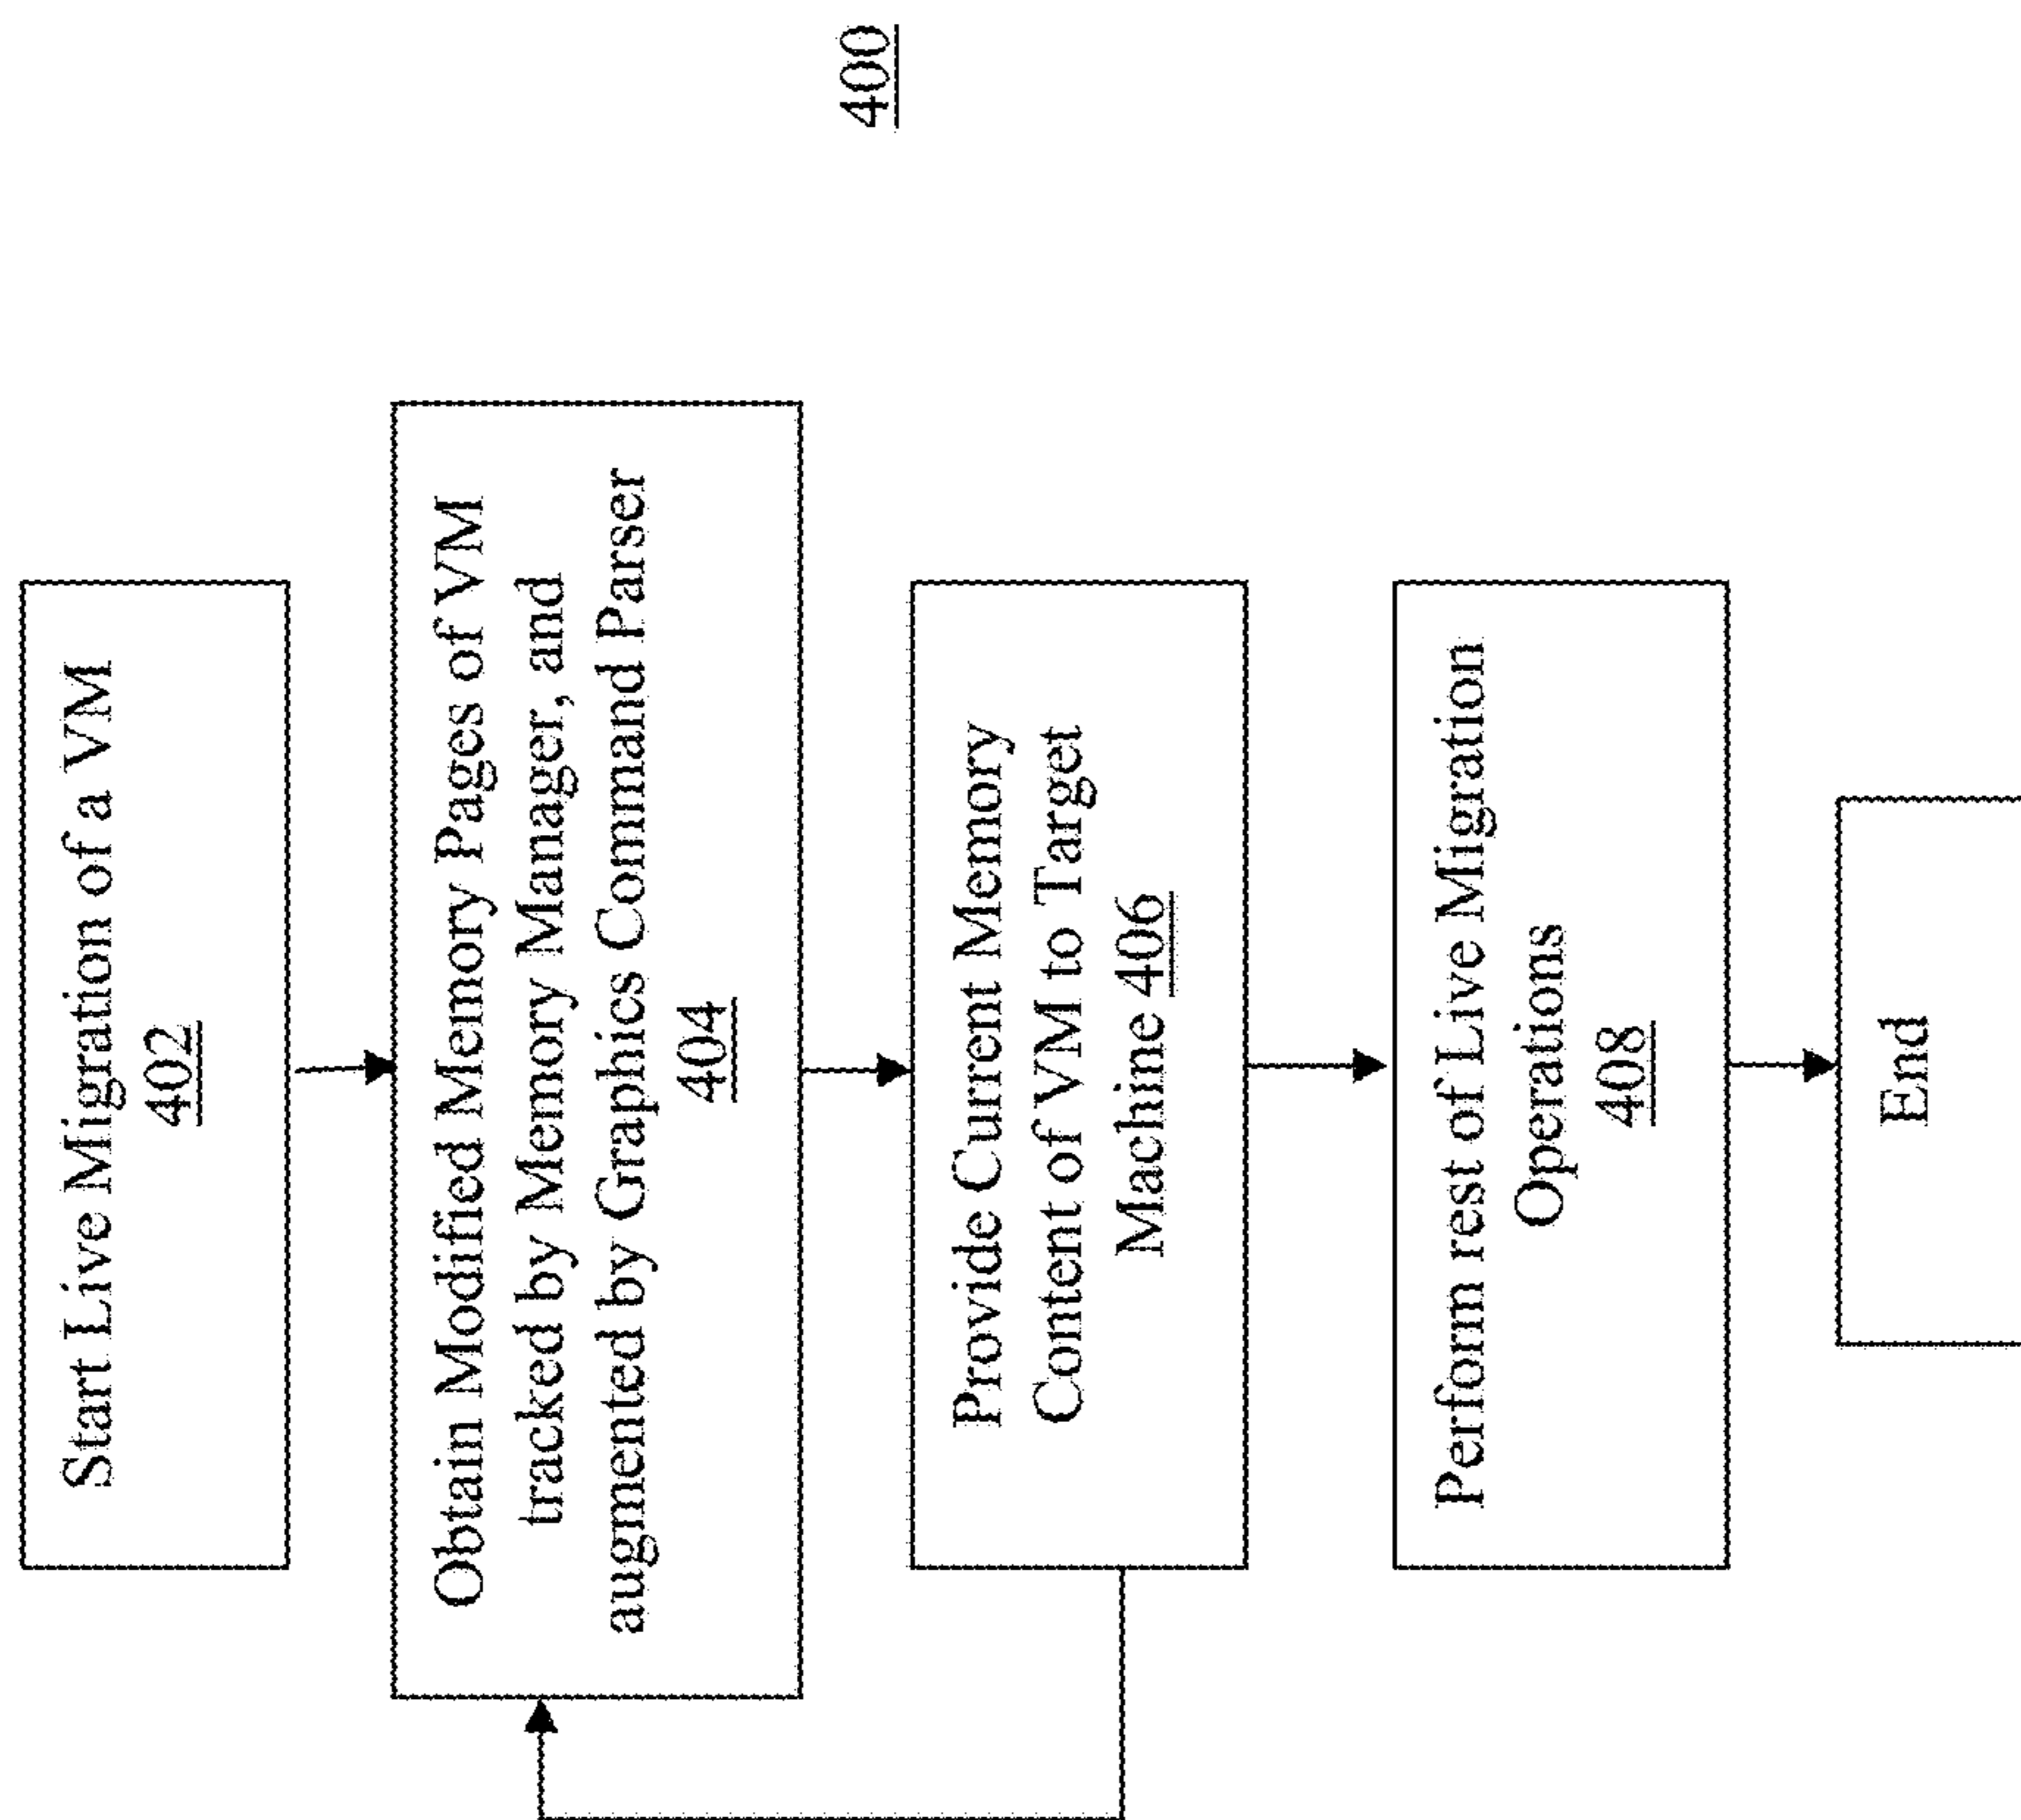 Start Live Migration of a VM
402
Obtain Modified Memory Pages of VM
tracked by Memory Manager, and
augmented by Graphics Command Parser
404
Provide Current Memory
Content of VM to Target
Machine 406
Perform rest of Live Migration
Operations
408
End
400